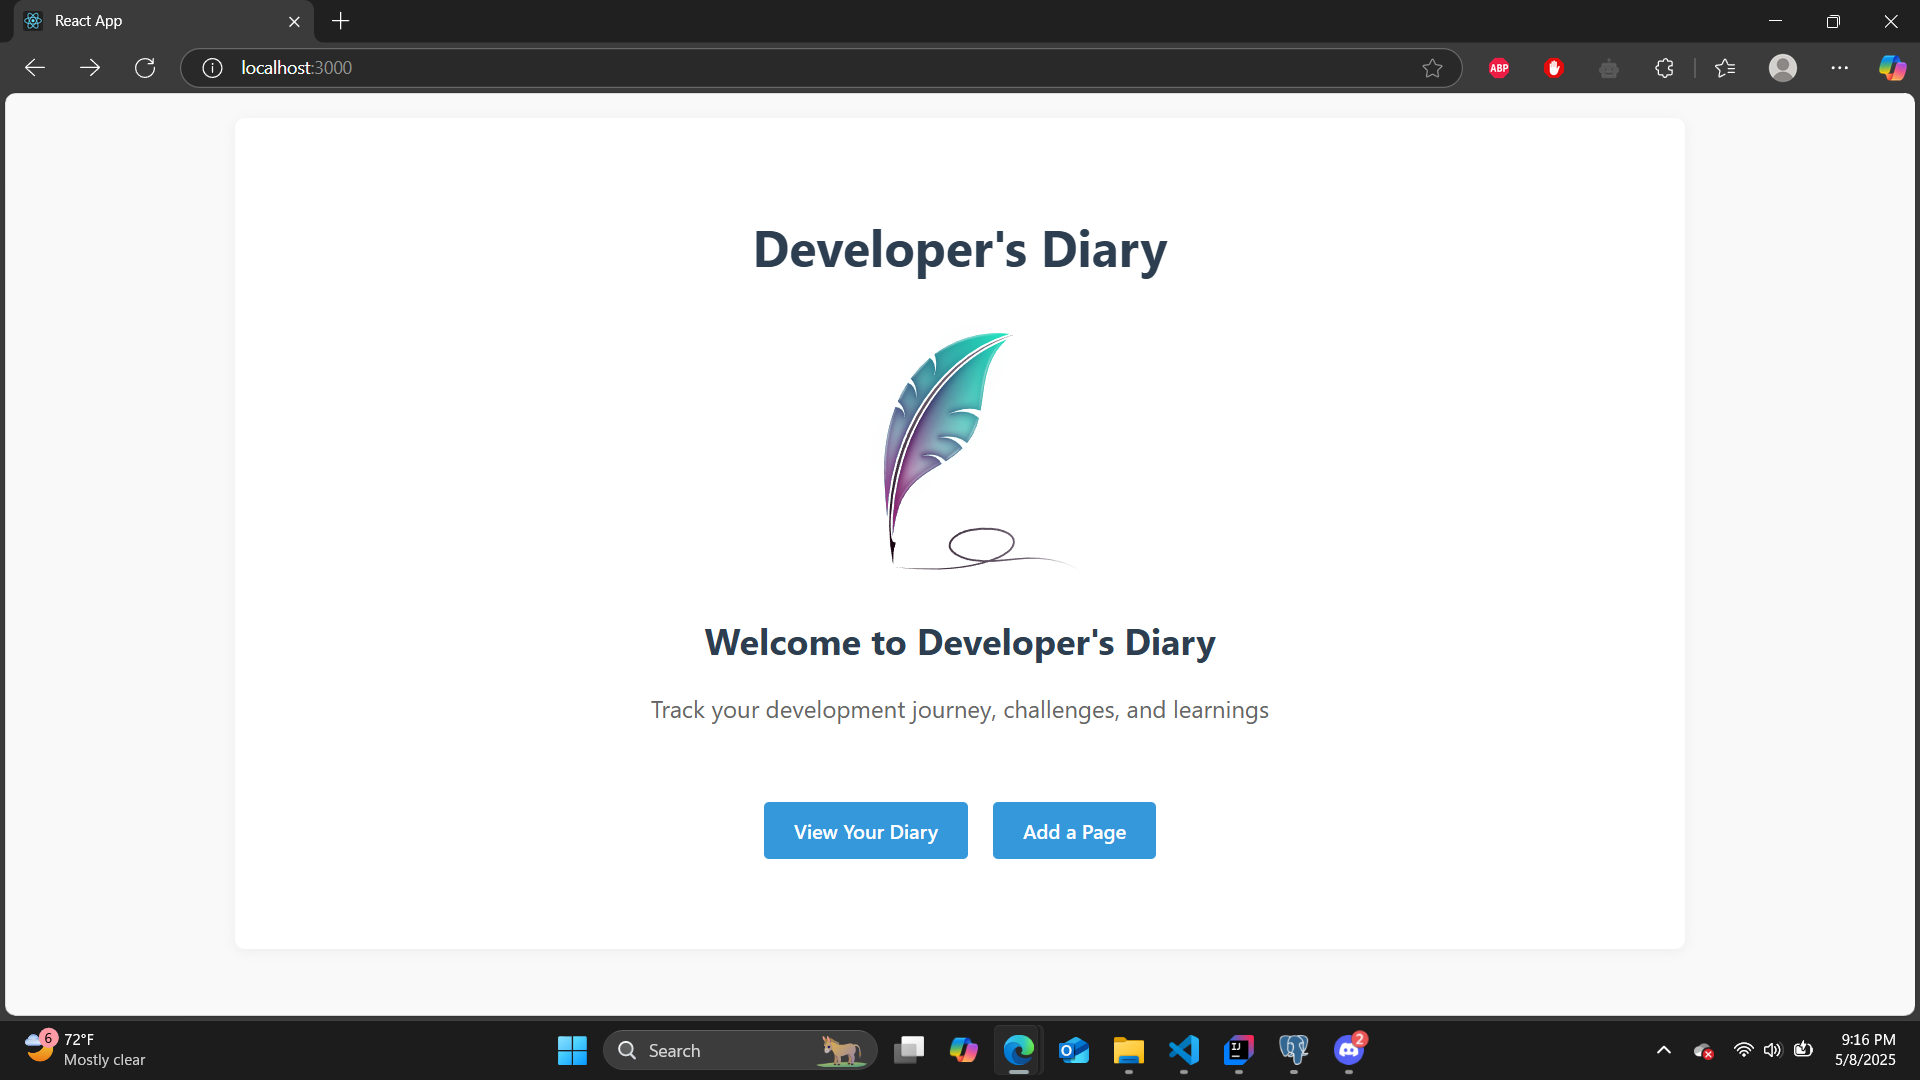 React App
localhost:3000
ABP
Developer's Diary
Welcome to Developer's Diary
Track your development journey, challenges, and learnings
View Your Diary
Add a Page
6
72°F
Mostly clear
Search
O
IJ
2
9:16 PM
5/8/2025